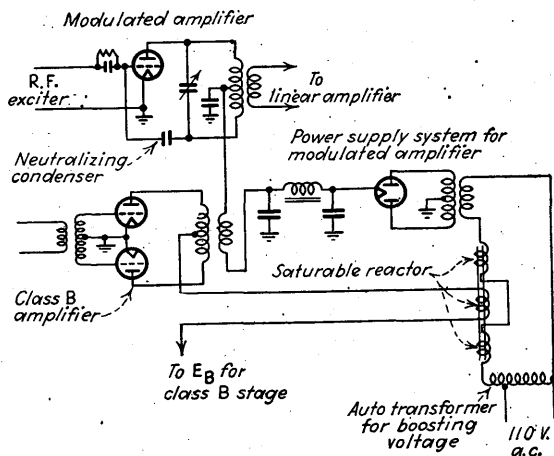 Modulated amplifier
R.F.
exciter
To
linear amplifier
Neutralizing
condenser
Power supply system for
modulated amplifier
Class B
amplifier
Saturable reactor
To E_B for
class B stage
Auto transformer
for boosting
voltage
110 V.
a.c.